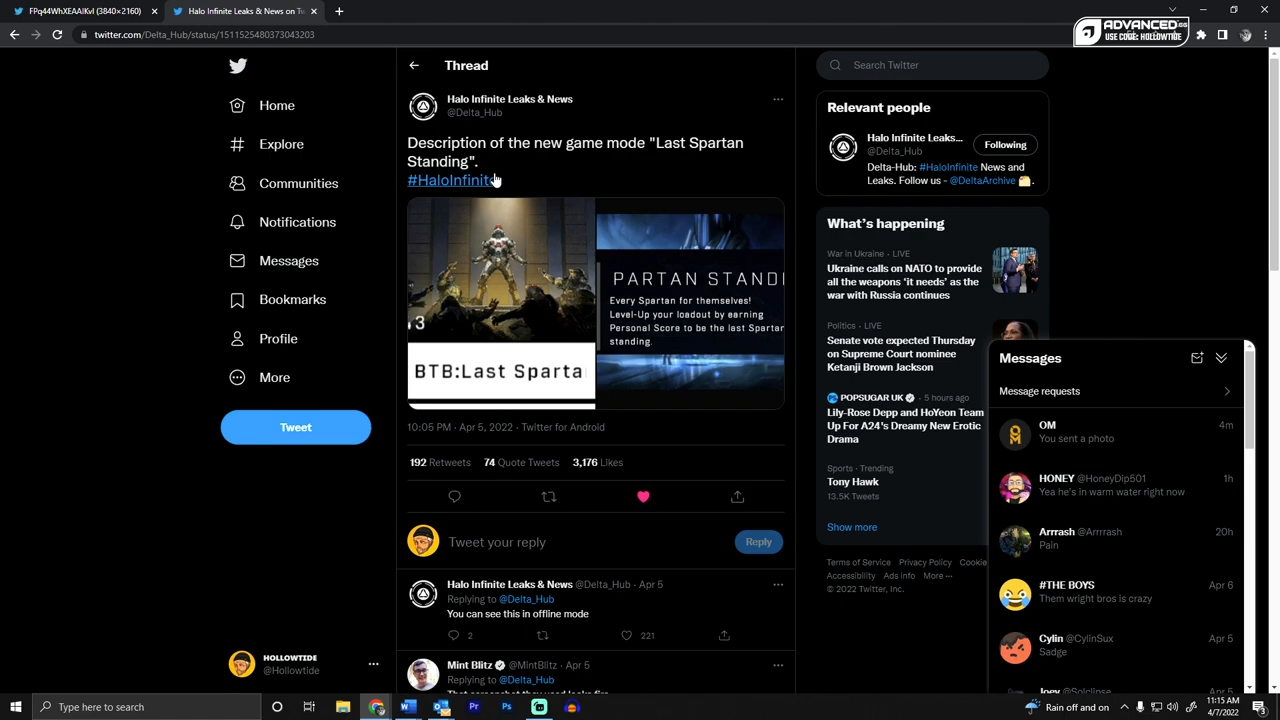 FPq44WhXEAAlKvl (3840×2160)
Halo Infinite Leaks & News on Tw
twitter.com/Delta_Hub/status/1511525480373043203
ADVANCED.GG
USE CODE: HOLLOWTIDE
Home
Explore
Communities
Notifications
Messages
Bookmarks
Profile
More
Tweet
HOLLOWTIDE
@Hollowtide
Thread
Halo Infinite Leaks & News
@Delta_Hub
Description of the new game mode "Last Spartan
Standing".
#HaloInfinite
3
BTB:Last Sparta
PARTAN STAND
Every Spartan for themselves!
Level-Up your loadout by earning
Personal Score to be the last Spartan
standing.
10:05 PM · Apr 5, 2022 · Twitter for Android
192 Retweets 74 Quote Tweets 3,176 Likes
Tweet your reply
Reply
Halo Infinite Leaks & News @Delta_Hub · Apr 5
Replying to @Delta_Hub
You can see this in offline mode
2 221
Mint Blitz @MintBlitz · Apr 5
Replying to @Delta_Hub
Search Twitter
Relevant people
Halo Infinite Leaks...
@Delta_Hub
Following
Delta-Hub: #HaloInfinite News and
Leaks. Follow us - @DeltaArchive .
What's happening
War in Ukraine · LIVE
Ukraine calls on NATO to provide
all the weapons 'it needs' as the
war with Russia continues
Politics · LIVE
Senate vote expected Thursday
on Supreme Court nominee
Ketanji Brown Jackson
POPSUGAR UK · 5 hours ago
Lily-Rose Depp and HoYeon Team
Up For A24's Dreamy New Erotic
Drama
Sports · Trending
Tony Hawk
13.5K Tweets
Show more
Terms of Service Privacy Policy Cookie
Accessibility Ads info More ···
© 2022 Twitter, Inc.
Messages
Message requests
OM 4m
You sent a photo
HONEY @HoneyDip501 1h
Yea he's in warm water right now
Arrrash @Arrrrash 20h
Pain
#THE BOYS Apr 6
Them wright bros is crazy
Cylin @CylinSux Apr 5
Sadge
Joey @Solclipse Apr 5
Type here to search
Rain off and on
11:15 AM
4/7/2022